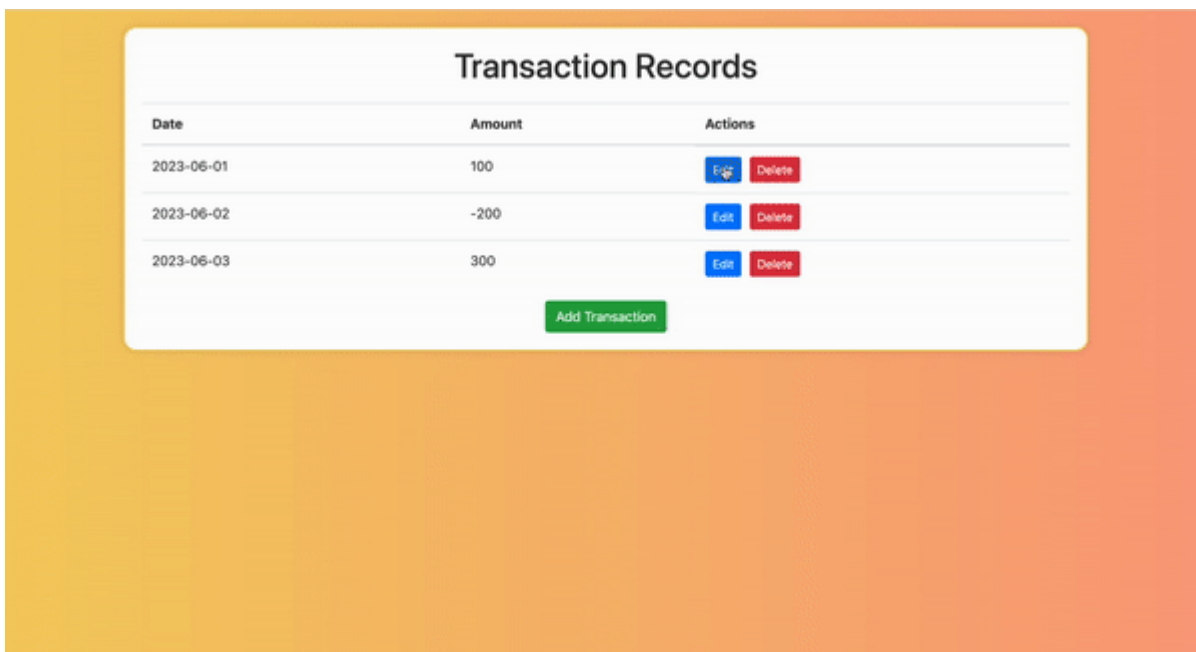 Transaction Records
Date Amount Actions
2023-06-01 100 Edit Delete
2023-06-02 -200 Edit Delete
2023-06-03 300 Edit Delete
Add Transaction